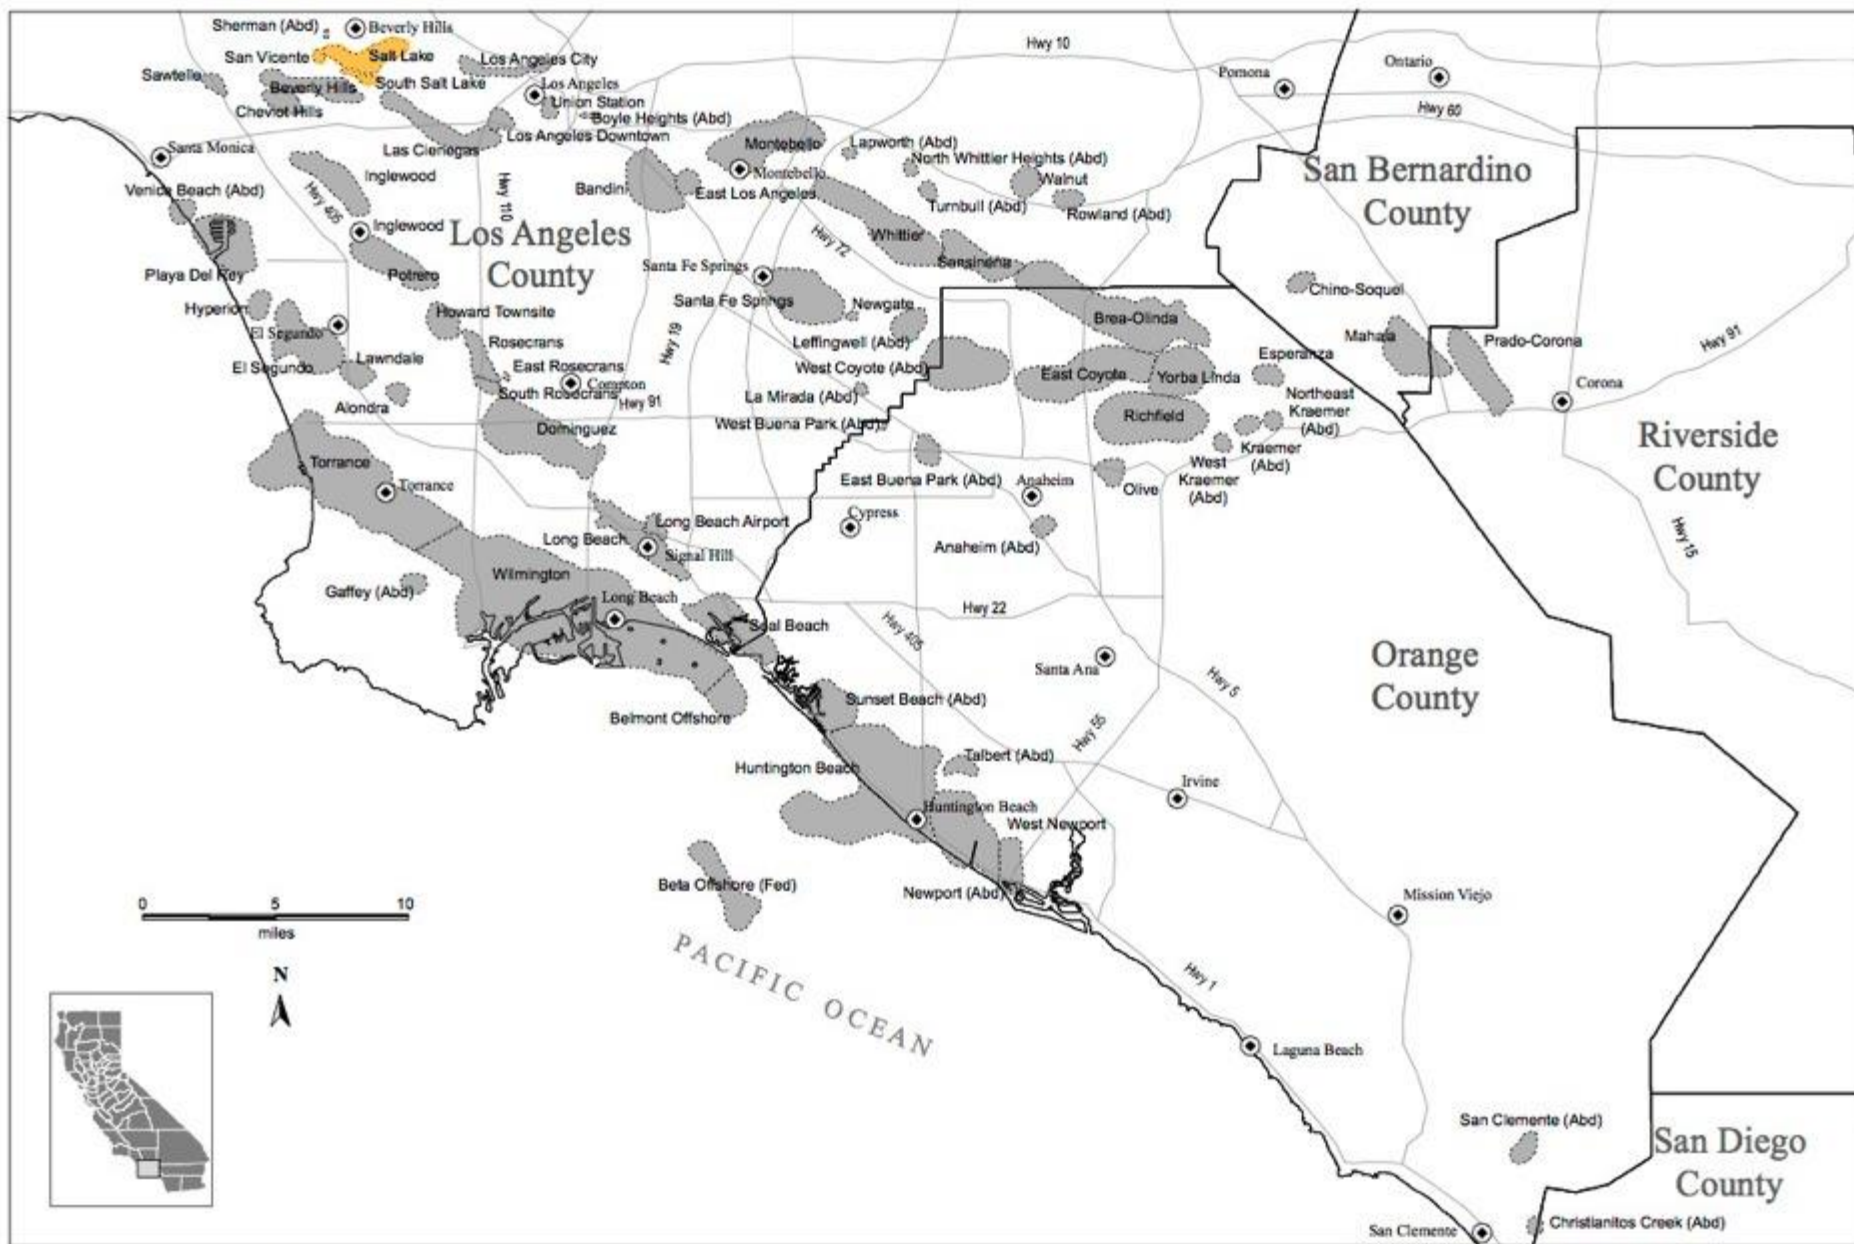 Sherman (Abd)
Beverly Hills
San Vicente
Salt Lake
Los Angeles City
Sawtelle
Beverly Hills
South Salt Lake
Los Angeles
Cheviot Hills
Union Station
Boyle Heights (Abd)
Los Angeles Downtown
Las Cienegas
Hwy 10
Pomona
Ontario
Hwy 60
Santa Monica
Venice Beach (Abd)
Hwy 405
Inglewood
Hwy 110
Bandini
Montebello
Montebello
East Los Angeles
Lapworth (Abd)
North Whittier Heights (Abd)
Walnut
Turnbull (Abd)
Rowland (Abd)
San Bernardino
County
Inglewood
Los Angeles
County
Playa Del Rey
Potrero
Hwy 72
Whittier
Sansinena
Santa Fe Springs
Santa Fe Springs
Newgate
Chino-Soquel
Hyperion
Howard Townsite
El Segundo
El Segundo
Lawndale
Rosecrans
East Rosecrans
South Rosecrans
Compton
Hwy 19
Hwy 91
Leffingwell (Abd)
West Coyote (Abd)
La Mirada (Abd)
West Buena Park (Abd)
Brea-Olinda
East Coyote
Yorba Linda
Esperanza
Mahala
Prado-Corona
Hwy 91
Corona
Alondra
Dominguez
Richfield
Northeast
Kraemer
(Abd)
Kraemer
(Abd)
West
Kraemer
(Abd)
Riverside
County
Torrance
Torrance
East Buena Park (Abd)
Anaheim
Olive
Cypress
Anaheim (Abd)
Long Beach Airport
Long Beach
Signal Hill
Hwy 15
Wilmington
Gaffey (Abd)
Long Beach
Seal Beach
Hwy 22
Hwy 405
Santa Ana
Hwy 5
Orange
County
Belmont Offshore
Sunset Beach (Abd)
Hwy 55
Talbert (Abd)
Huntington Beach
Irvine
Huntington Beach
West Newport
Beta Offshore (Fed)
Newport (Abd)
Mission Viejo
0 5 10
miles
N
PACIFIC OCEAN
Hwy 1
Laguna Beach
San Clemente (Abd)
San Diego
County
San Clemente
Christianitos Creek (Abd)